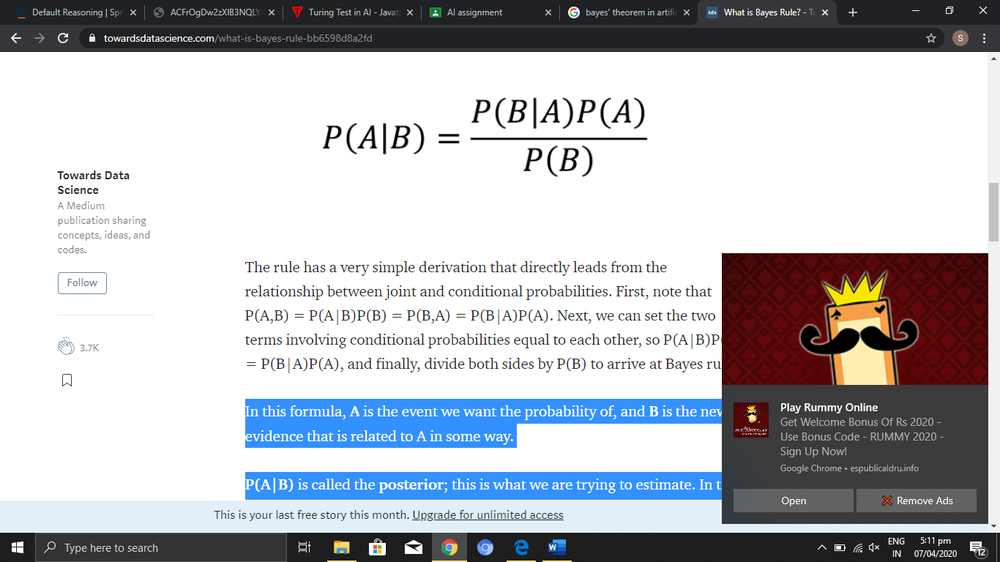 Default Reasoning | Spr
ACFrOgDw2zXIB3NQLY
Turing Test in AI - Javat
AI assignment
bayes' theorem in artific
tds What is Bayes Rule? - To
towardsdatascience.com/what-is-bayes-rule-bb6598d8a2fd
S
P(A|B) = P(B|A)P(A) / P(B)
Towards Data
Science
A Medium
publication sharing
concepts, ideas, and
codes.
Follow
3.7K
The rule has a very simple derivation that directly leads from the
relationship between joint and conditional probabilities. First, note that
P(A,B) = P(A|B)P(B) = P(B,A) = P(B|A)P(A). Next, we can set the two
terms involving conditional probabilities equal to each other, so P(A|B)P(
= P(B|A)P(A), and finally, divide both sides by P(B) to arrive at Bayes ru
In this formula, A is the event we want the probability of, and B is the new
evidence that is related to A in some way.
P(A|B) is called the posterior; this is what we are trying to estimate. In t
This is your last free story this month. Upgrade for unlimited access
Play Rummy Online
Get Welcome Bonus Of Rs 2020 -
Use Bonus Code - RUMMY 2020 -
Sign Up Now!
Google Chrome • espublicaldru.info
Open
Remove Ads
Type here to search
ENG
IN
5:11 pm
07/04/2020
12